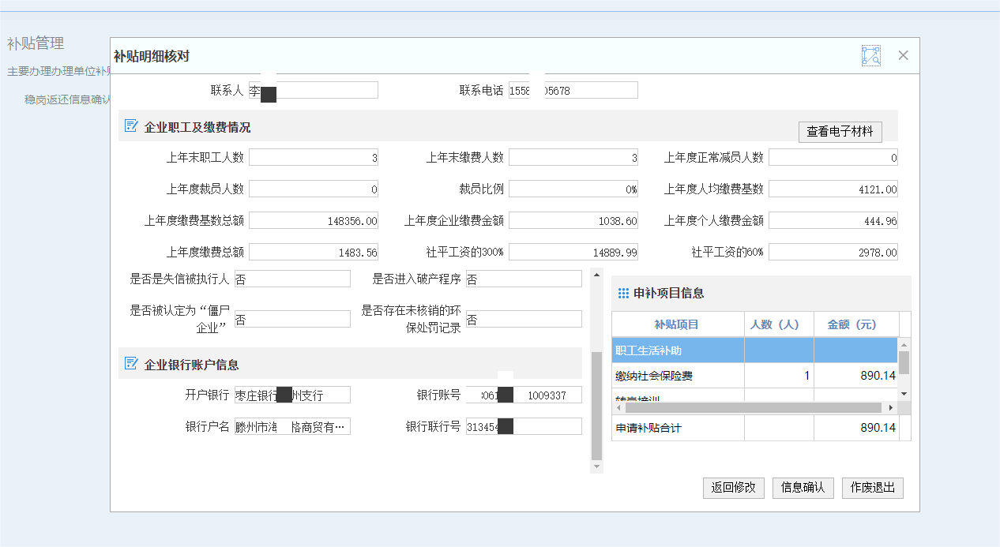 补贴管理
补贴明细核对
主要办理办理单位补
稳岗返还信息确认
联系人 李 联系电话 1558 05678
企业职工及缴费情况 查看电子材料
上年末职工人数 3 上年末缴费人数 3 上年度正常减员人数 0
上年度裁员人数 0 裁员比例 0% 上年度人均缴费基数 4121.00
上年度缴费基数总额 148356.00 上年度企业缴费金额 1038.60 上年度个人缴费金额 444.96
上年度缴费总额 1483.56 社平工资的300% 14889.99 社平工资的60% 2978.00
是否是失信被执行人 否 是否进入破产程序 否
是否被认定为“僵尸企业” 否 是否存在未核销的环保处罚记录 否
企业银行账户信息
开户银行 枣庄银行 州支行 银行账号 061 1009337
银行户名 滕州市海 格商贸有… 银行联行号 313454
申补项目信息
补贴项目 人数（人） 金额（元）
职工生活补助
缴纳社会保险费 1 890.14
转岗培训
申请补贴合计 890.14
返回修改 信息确认 作废退出